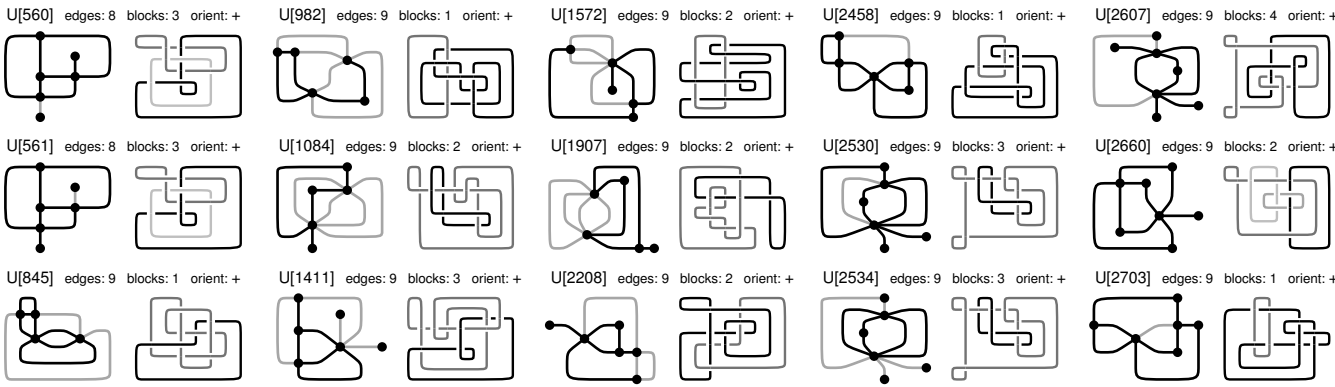 U[560] edges: 8 blocks: 3 orient: +
U[982] edges: 9 blocks: 1 orient: +
U[1572] edges: 9 blocks: 2 orient: +
U[2458] edges: 9 blocks: 1 orient: +
U[2607] edges: 9 blocks: 4 orient: +
U[561] edges: 8 blocks: 3 orient: +
U[1084] edges: 9 blocks: 2 orient: +
U[1907] edges: 9 blocks: 2 orient: +
U[2530] edges: 9 blocks: 3 orient: +
U[2660] edges: 9 blocks: 2 orient: +
U[845] edges: 9 blocks: 1 orient: +
U[1411] edges: 9 blocks: 3 orient: +
U[2208] edges: 9 blocks: 2 orient: +
U[2534] edges: 9 blocks: 3 orient: +
U[2703] edges: 9 blocks: 1 orient: +